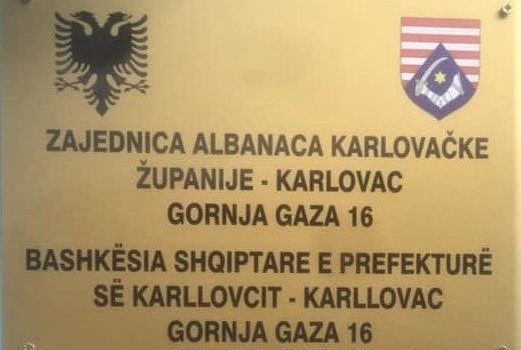 ZAJEDNICA ALBANACA KARLOVAČKE
ŽUPANIJE - KARLOVAC
GORNJA GAZA 16
BASHKËSIA SHQIPTARE E PREFEKTURË
SË KARLLOVCIT - KARLLOVAC
GORNJA GAZA 16